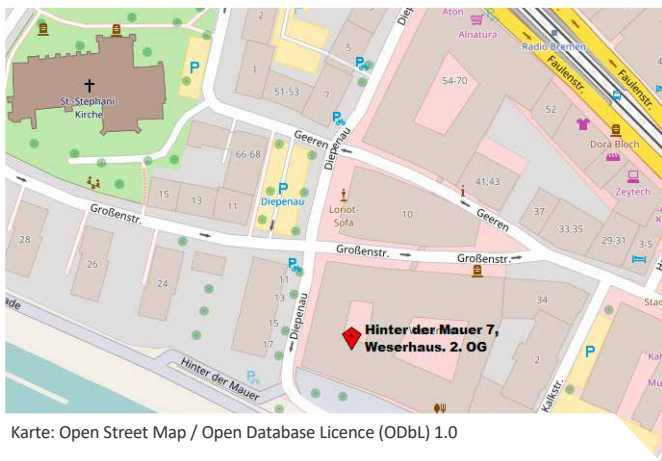 Aton
Alnatura
Radio Bremen
Faulenstr.
Faulenstr.
2
5
1
51-53
7
54-70
52
Dora Bloch
Zeytech
St.-Stephani-
Kirche
Geeren
Diepenau
66-68
Diepenau
15
13
11
Großenstr.
Loriot-
Sofa
10
41;43
Geeren
37
33;35
29-31
3-5
Großenstr.
Großenstr.
28
26
24
11
13
15
17
Diepenau
34
2
Hinter der Mauer 7,
Weserhaus. 2. OG
Hinter der Mauer
Kalkstr.
Karte: Open Street Map / Open Database Licence (ODbL) 1.0